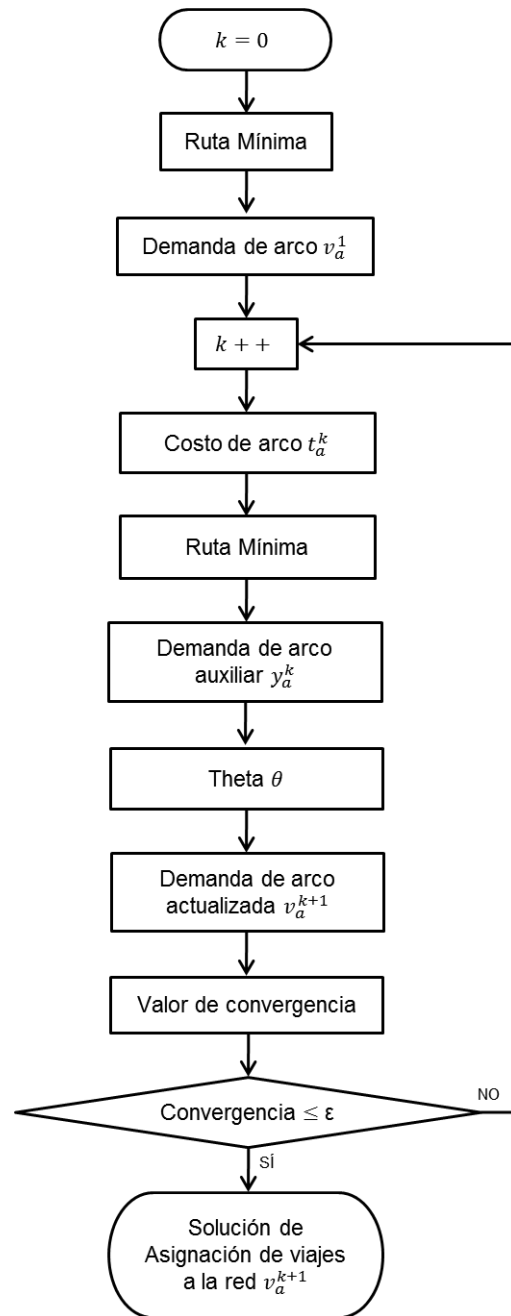 k = 0
Ruta Mínima
Demanda de arco v_a^1
k + +
Costo de arco t_a^k
Ruta Mínima
Demanda de arco
auxiliar y_a^k
Theta θ
Demanda de arco
actualizada v_a^{k+1}
Valor de convergencia
Convergencia ≤ ε
NO
SÍ
Solución de
Asignación de viajes
a la red v_a^{k+1}